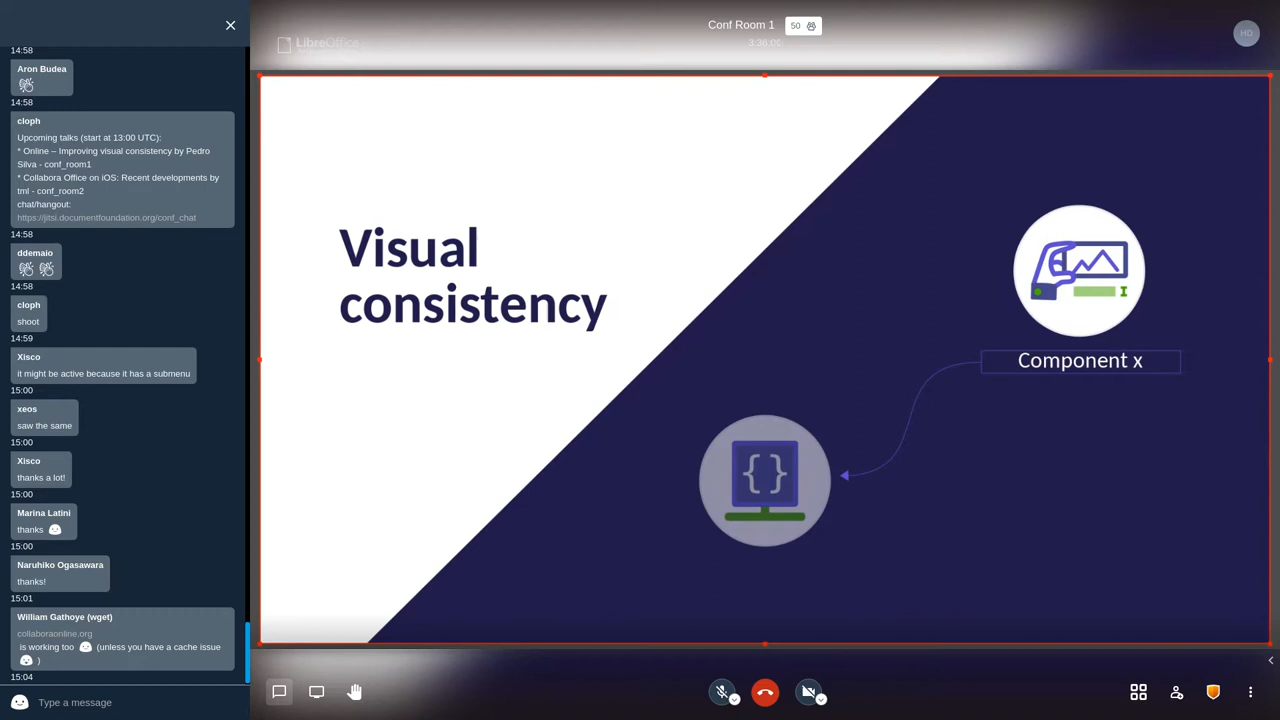 14:58
Aron Budea
14:58
cloph
Upcoming talks (start at 13:00 UTC):
* Online – Improving visual consistency by Pedro
Silva - conf_room1
* Collabora Office on iOS: Recent developments by
tml - conf_room2
chat/hangout:
https://jitsi.documentfoundation.org/conf_chat
14:58
ddemaio
14:58
cloph
shoot
14:59
Xisco
it might be active because it has a submenu
15:00
xeos
saw the same
15:00
Xisco
thanks a lot!
15:00
Marina Latini
thanks
15:00
Naruhiko Ogasawara
thanks!
15:01
William Gathoye (wget)
collaboraonline.org
is working too (unless you have a cache issue
)
15:04
Type a message
LibreOffice
Conf Room 1
50
3:36:00
HD
Visual
consistency
Component x
{}